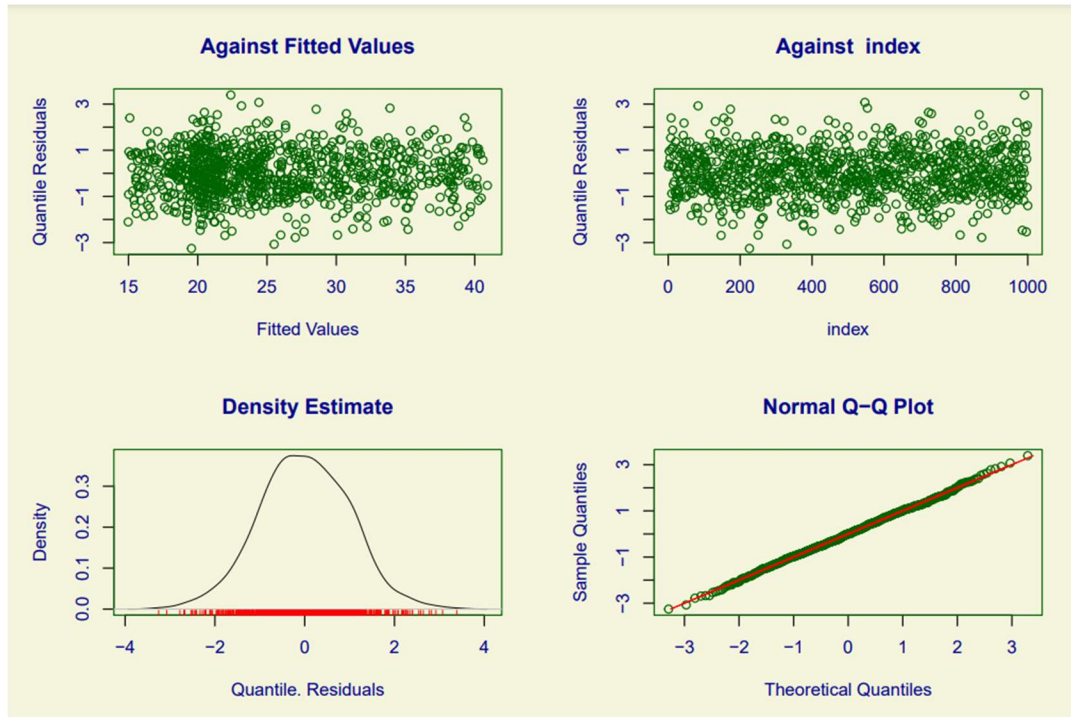 Against Fitted Values
Quantile Residuals
3
1
−1
−3
15 20 25 30 35 40
Fitted Values
Against  index
Quantile Residuals
3
1
−1
−3
0 200 400 600 800 1000
index
Density Estimate
Density
0.3
0.2
0.1
0.0
−4 −2 0 2 4
Quantile. Residuals
Normal Q−Q Plot
Sample Quantiles
3
1
−1
−3
−3 −2 −1 0 1 2 3
Theoretical Quantiles